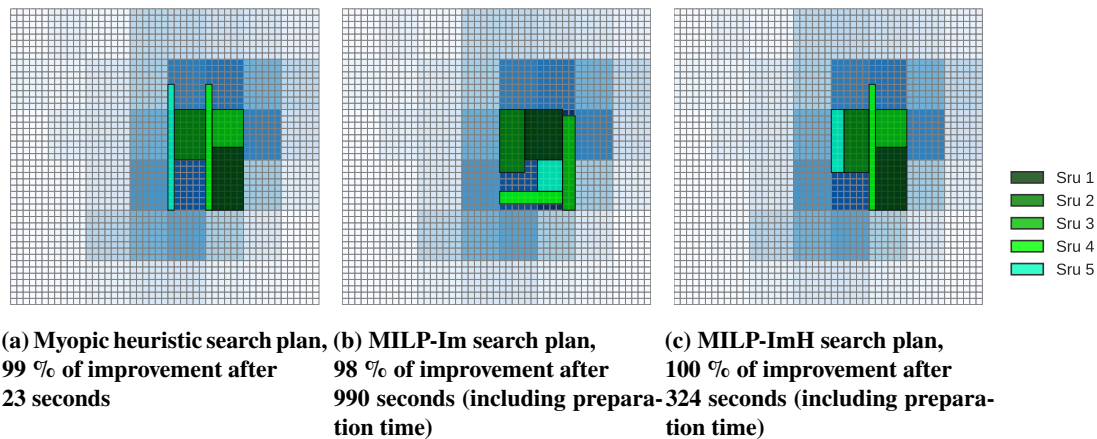 Sru 1
Sru 2
Sru 3
Sru 4
Sru 5
(a) Myopic heuristic search plan,
99 % of improvement after
23 seconds
(b) MILP-Im search plan,
98 % of improvement after
990 seconds (including prepara-
tion time)
(c) MILP-ImH search plan,
100 % of improvement after
324 seconds (including prepara-
tion time)